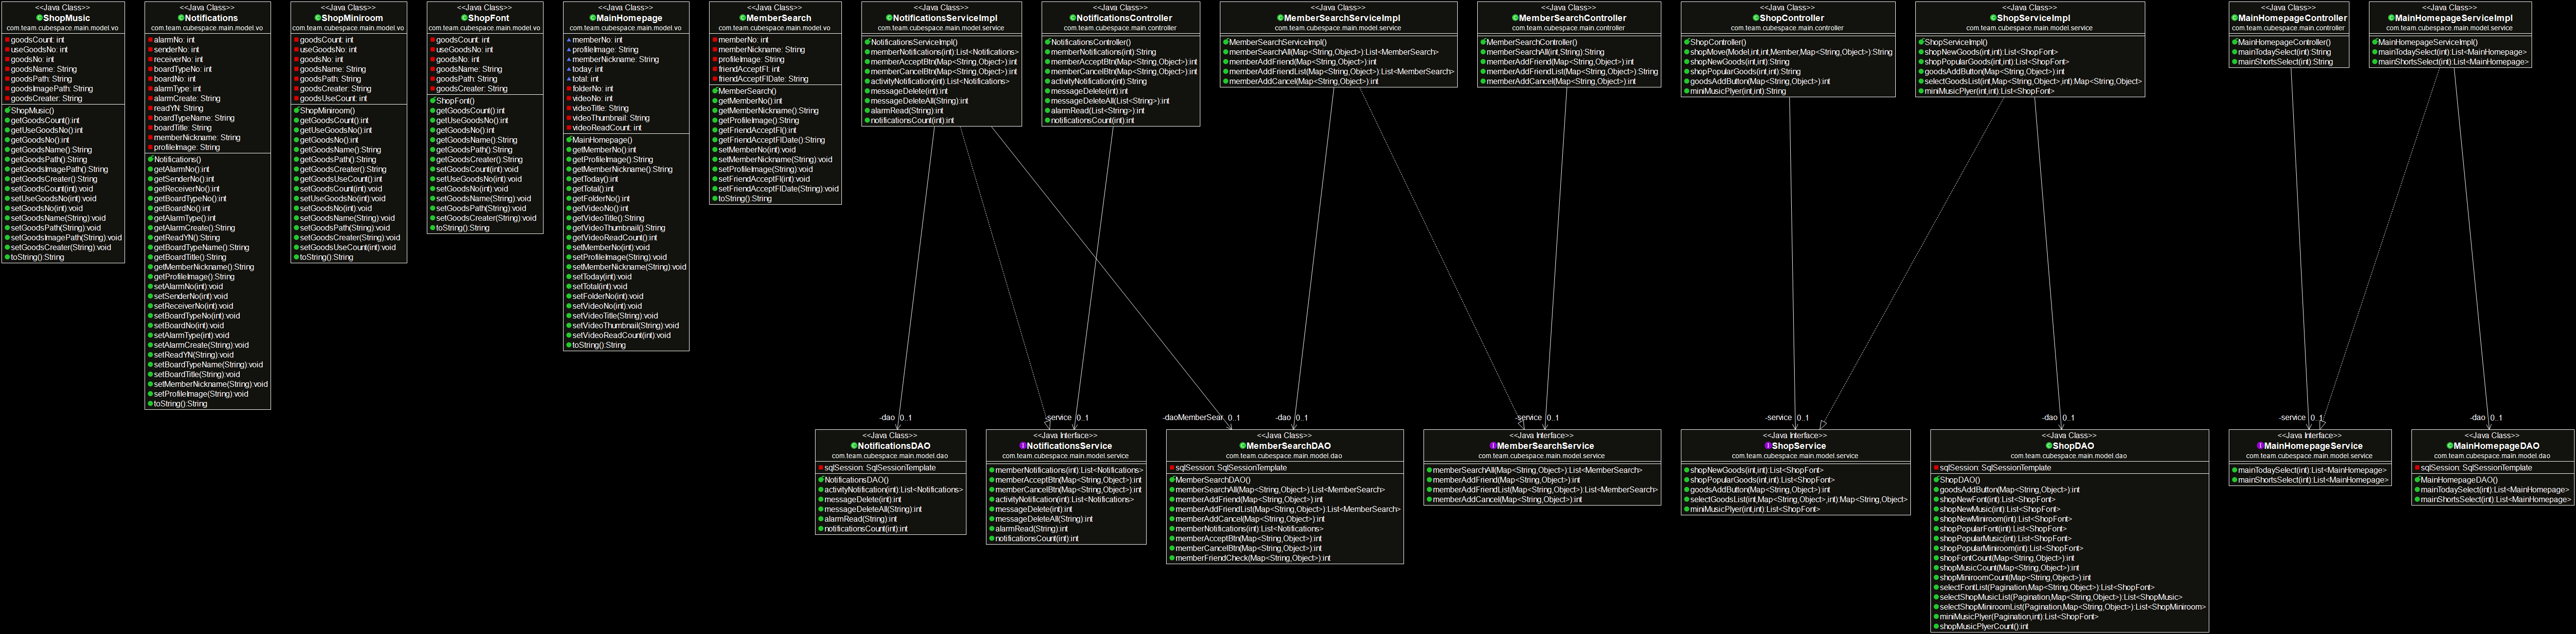 <<Java Class>>
ShopMusic
com.team.cubespace.main.model.vo
goodsCount: int
useGoodsNo: int
goodsNo: int
goodsName: String
goodsPath: String
goodsImagePath: String
goodsCreater: String
ShopMusic()
getGoodsCount():int
getUseGoodsNo():int
getGoodsNo():int
getGoodsName():String
getGoodsPath():String
getGoodsImagePath():String
getGoodsCreater():String
setGoodsCount(int):void
setUseGoodsNo(int):void
setGoodsNo(int):void
setGoodsName(String):void
setGoodsPath(String):void
setGoodsImagePath(String):void
setGoodsCreater(String):void
toString():String
<<Java Class>>
Notifications
com.team.cubespace.main.model.vo
alarmNo: int
senderNo: int
receiverNo: int
boardTypeNo: int
boardNo: int
alarmType: int
alarmCreate: String
readYN: String
boardTypeName: String
boardTitle: String
memberNickname: String
profileImage: String
Notifications()
getAlarmNo():int
getSenderNo():int
getReceiverNo():int
getBoardTypeNo():int
getBoardNo():int
getAlarmType():int
getAlarmCreate():String
getReadYN():String
getBoardTypeName():String
getBoardTitle():String
getMemberNickname():String
getProfileImage():String
setAlarmNo(int):void
setSenderNo(int):void
setReceiverNo(int):void
setBoardTypeNo(int):void
setBoardNo(int):void
setAlarmType(int):void
setAlarmCreate(String):void
setReadYN(String):void
setBoardTypeName(String):void
setBoardTitle(String):void
setMemberNickname(String):void
setProfileImage(String):void
toString():String
<<Java Class>>
ShopMiniroom
com.team.cubespace.main.model.vo
goodsCount: int
useGoodsNo: int
goodsNo: int
goodsName: String
goodsPath: String
goodsCreater: String
goodsUseCount: int
ShopMiniroom()
getGoodsCount():int
getUseGoodsNo():int
getGoodsNo():int
getGoodsName():String
getGoodsPath():String
getGoodsCreater():String
getGoodsUseCount():int
setGoodsCount(int):void
setUseGoodsNo(int):void
setGoodsNo(int):void
setGoodsName(String):void
setGoodsPath(String):void
setGoodsCreater(String):void
setGoodsUseCount(int):void
toString():String
<<Java Class>>
ShopFont
com.team.cubespace.main.model.vo
goodsCount: int
useGoodsNo: int
goodsNo: int
goodsName: String
goodsPath: String
goodsCreater: String
ShopFont()
getGoodsCount():int
getUseGoodsNo():int
getGoodsNo():int
getGoodsName():String
getGoodsPath():String
getGoodsCreater():String
setGoodsCount(int):void
setUseGoodsNo(int):void
setGoodsNo(int):void
setGoodsName(String):void
setGoodsPath(String):void
setGoodsCreater(String):void
toString():String
<<Java Class>>
MainHomepage
com.team.cubespace.main.model.vo
memberNo: int
profileImage: String
memberNickname: String
today: int
total: int
folderNo: int
videoNo: int
videoTitle: String
videoThumbnail: String
videoReadCount: int
MainHomepage()
getMemberNo():int
getProfileImage():String
getMemberNickname():String
getToday():int
getTotal():int
getFolderNo():int
getVideoNo():int
getVideoTitle():String
getVideoThumbnail():String
getVideoReadCount():int
setMemberNo(int):void
setProfileImage(String):void
setMemberNickname(String):void
setToday(int):void
setTotal(int):void
setFolderNo(int):void
setVideoNo(int):void
setVideoTitle(String):void
setVideoThumbnail(String):void
setVideoReadCount(int):void
toString():String
<<Java Class>>
MemberSearch
com.team.cubespace.main.model.vo
memberNo: int
memberNickname: String
profileImage: String
friendAcceptFl: int
friendAcceptFlDate: String
MemberSearch()
getMemberNo():int
getMemberNickname():String
getProfileImage():String
getFriendAcceptFl():int
getFriendAcceptFlDate():String
setMemberNo(int):void
setMemberNickname(String):void
setProfileImage(String):void
setFriendAcceptFl(int):void
setFriendAcceptFlDate(String):void
toString():String
<<Java Class>>
NotificationsServiceImpl
com.team.cubespace.main.model.service
NotificationsServiceImpl()
memberNotifications(int):List<Notifications>
memberAcceptBtn(Map<String,Object>):int
memberCancelBtn(Map<String,Object>):int
activityNotification(int):List<Notifications>
messageDelete(int):int
messageDeleteAll(String):int
alarmRead(String):int
notificationsCount(int):int
<<Java Class>>
NotificationsController
com.team.cubespace.main.controller
NotificationsController()
memberNotifications(int):String
memberAcceptBtn(Map<String,Object>):int
memberCancelBtn(Map<String,Object>):int
activityNotification(int):String
messageDelete(int):int
messageDeleteAll(List<String>):int
alarmRead(List<String>):int
notificationsCount(int):int
<<Java Class>>
MemberSearchServiceImpl
com.team.cubespace.main.model.service
MemberSearchServiceImpl()
memberSearchAll(Map<String,Object>):List<MemberSearch>
memberAddFriend(Map<String,Object>):int
memberAddFriendList(Map<String,Object>):List<MemberSearch>
memberAddCancel(Map<String,Object>):int
<<Java Class>>
MemberSearchController
com.team.cubespace.main.controller
MemberSearchController()
memberSearchAll(int,String):String
memberAddFriend(Map<String,Object>):int
memberAddFriendList(Map<String,Object>):String
memberAddCancel(Map<String,Object>):int
<<Java Class>>
ShopController
com.team.cubespace.main.controller
ShopController()
shopMove(Model,int,int,Member,Map<String,Object>):String
shopNewGoods(int,int):String
shopPopularGoods(int,int):String
goodsAddButton(Map<String,Object>):int
miniMusicPlyer(int,int):String
<<Java Class>>
ShopServiceImpl
com.team.cubespace.main.model.service
ShopServiceImpl()
shopNewGoods(int,int):List<ShopFont>
shopPopularGoods(int,int):List<ShopFont>
goodsAddButton(Map<String,Object>):int
selectGoodsList(int,Map<String,Object>,int):Map<String,Object>
miniMusicPlyer(int,int):List<ShopFont>
<<Java Class>>
MainHomepageController
com.team.cubespace.main.controller
MainHomepageController()
mainTodaySelect(int):String
mainShortsSelect(int):String
<<Java Class>>
MainHomepageServiceImpl
com.team.cubespace.main.model.service
MainHomepageServiceImpl()
mainTodaySelect(int):List<MainHomepage>
mainShortsSelect(int):List<MainHomepage>
-dao 0..1
-service 0..1
-daoMemberSear 0..1
-dao 0..1
-service 0..1
-service 0..1
-dao 0..1
-service 0..1
-dao 0..1
<<Java Class>>
NotificationsDAO
com.team.cubespace.main.model.dao
sqlSession: SqlSessionTemplate
NotificationsDAO()
activityNotification(int):List<Notifications>
messageDelete(int):int
messageDeleteAll(String):int
alarmRead(String):int
notificationsCount(int):int
<<Java Interface>>
NotificationsService
com.team.cubespace.main.model.service
memberNotifications(int):List<Notifications>
memberAcceptBtn(Map<String,Object>):int
memberCancelBtn(Map<String,Object>):int
activityNotification(int):List<Notifications>
messageDelete(int):int
messageDeleteAll(String):int
alarmRead(String):int
notificationsCount(int):int
<<Java Class>>
MemberSearchDAO
com.team.cubespace.main.model.dao
sqlSession: SqlSessionTemplate
MemberSearchDAO()
memberSearchAll(Map<String,Object>):List<MemberSearch>
memberAddFriend(Map<String,Object>):int
memberAddFriendList(Map<String,Object>):List<MemberSearch>
memberAddCancel(Map<String,Object>):int
memberNotifications(int):List<Notifications>
memberAcceptBtn(Map<String,Object>):int
memberCancelBtn(Map<String,Object>):int
memberFriendCheck(Map<String,Object>):int
<<Java Interface>>
MemberSearchService
com.team.cubespace.main.model.service
memberSearchAll(Map<String,Object>):List<MemberSearch>
memberAddFriend(Map<String,Object>):int
memberAddFriendList(Map<String,Object>):List<MemberSearch>
memberAddCancel(Map<String,Object>):int
<<Java Interface>>
ShopService
com.team.cubespace.main.model.service
shopNewGoods(int,int):List<ShopFont>
shopPopularGoods(int,int):List<ShopFont>
goodsAddButton(Map<String,Object>):int
selectGoodsList(int,Map<String,Object>,int):Map<String,Object>
miniMusicPlyer(int,int):List<ShopFont>
<<Java Class>>
ShopDAO
com.team.cubespace.main.model.dao
sqlSession: SqlSessionTemplate
ShopDAO()
goodsAddButton(Map<String,Object>):int
shopNewFont(int):List<ShopFont>
shopNewMusic(int):List<ShopFont>
shopNewMiniroom(int):List<ShopFont>
shopPopularFont(int):List<ShopFont>
shopPopularMusic(int):List<ShopFont>
shopPopularMiniroom(int):List<ShopFont>
shopFontCount(Map<String,Object>):int
shopMusicCount(Map<String,Object>):int
shopMiniroomCount(Map<String,Object>):int
selectFontList(Pagination,Map<String,Object>):List<ShopFont>
selectShopMusicList(Pagination,Map<String,Object>):List<ShopMusic>
selectShopMiniroomList(Pagination,Map<String,Object>):List<ShopMiniroom>
miniMusicPlyer(Pagination,int):List<ShopFont>
shopMusicPlyerCount():int
<<Java Interface>>
MainHomepageService
com.team.cubespace.main.model.service
mainTodaySelect(int):List<MainHomepage>
mainShortsSelect(int):List<MainHomepage>
<<Java Class>>
MainHomepageDAO
com.team.cubespace.main.model.dao
sqlSession: SqlSessionTemplate
MainHomepageDAO()
mainTodaySelect(int):List<MainHomepage>
mainShortsSelect(int):List<MainHomepage>